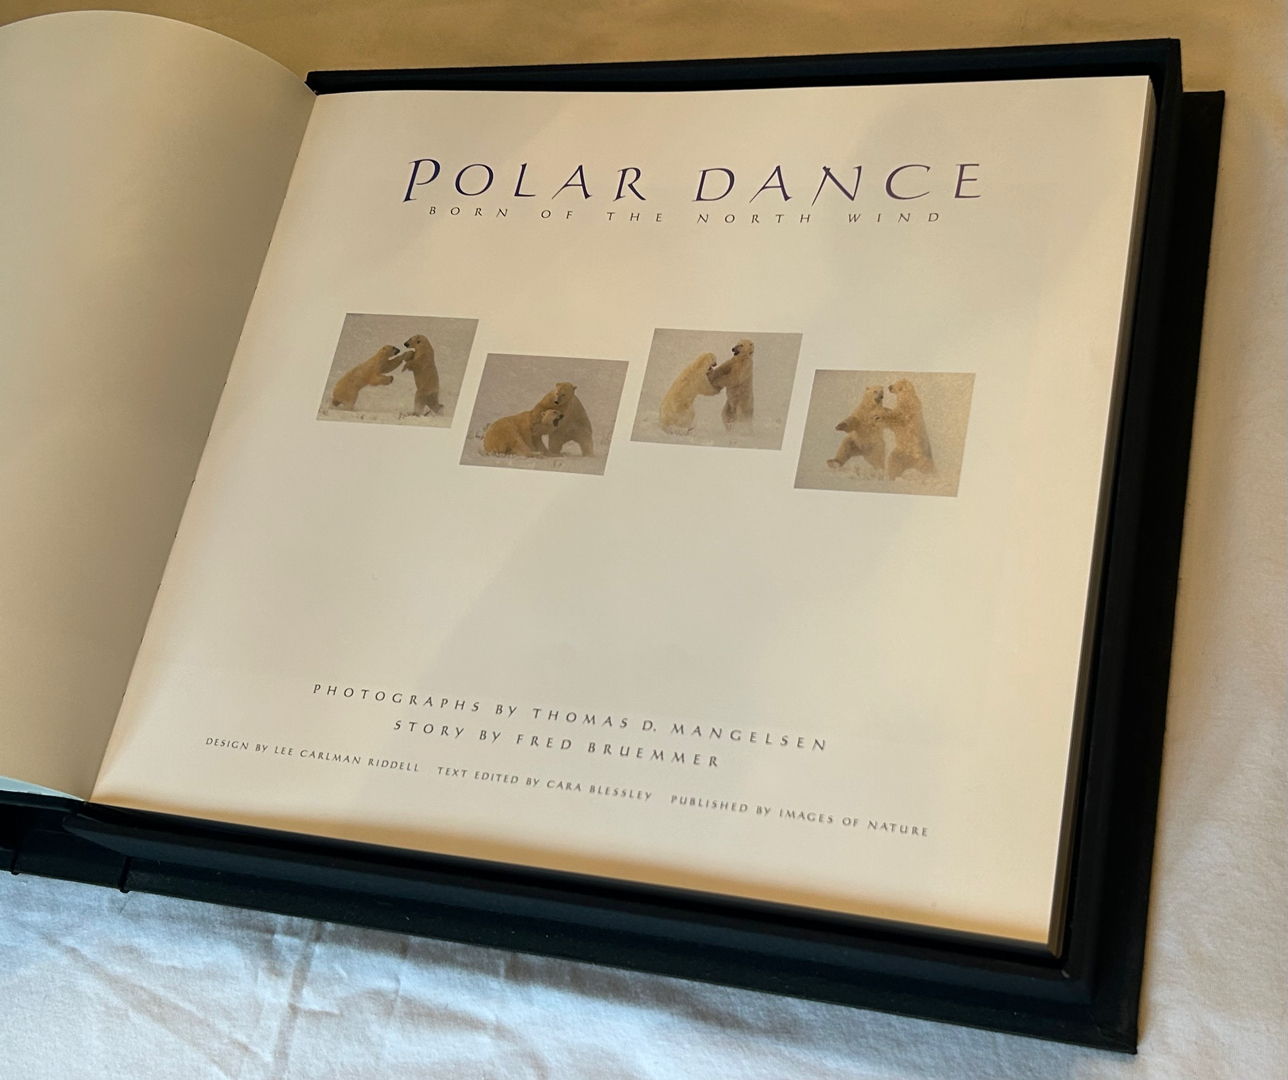 POLAR DANCE
BORN OF THE NORTH WIND
PHOTOGRAPHS BY THOMAS D. MANGELSEN
STORY BY FRED BRUEMMER
DESIGN BY LEE CARLMAN RIDDELL TEXT EDITED BY CARA BLESSLEY PUBLISHED BY IMAGES OF NATURE